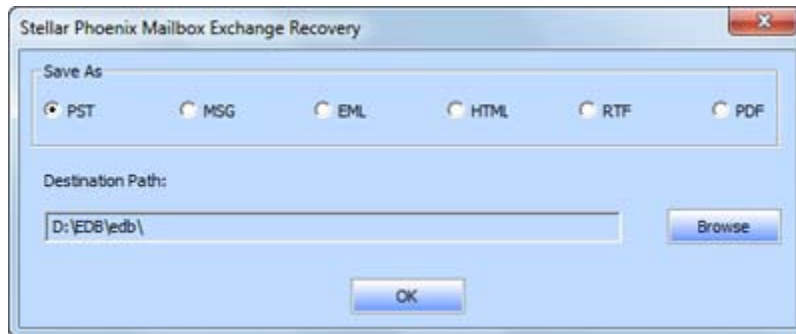 Stellar Phoenix Mailbox Exchange Recovery
Save As
PST MSG EML HTML RTF PDF
Destination Path:
D:\EDB\edb\
Browse
OK